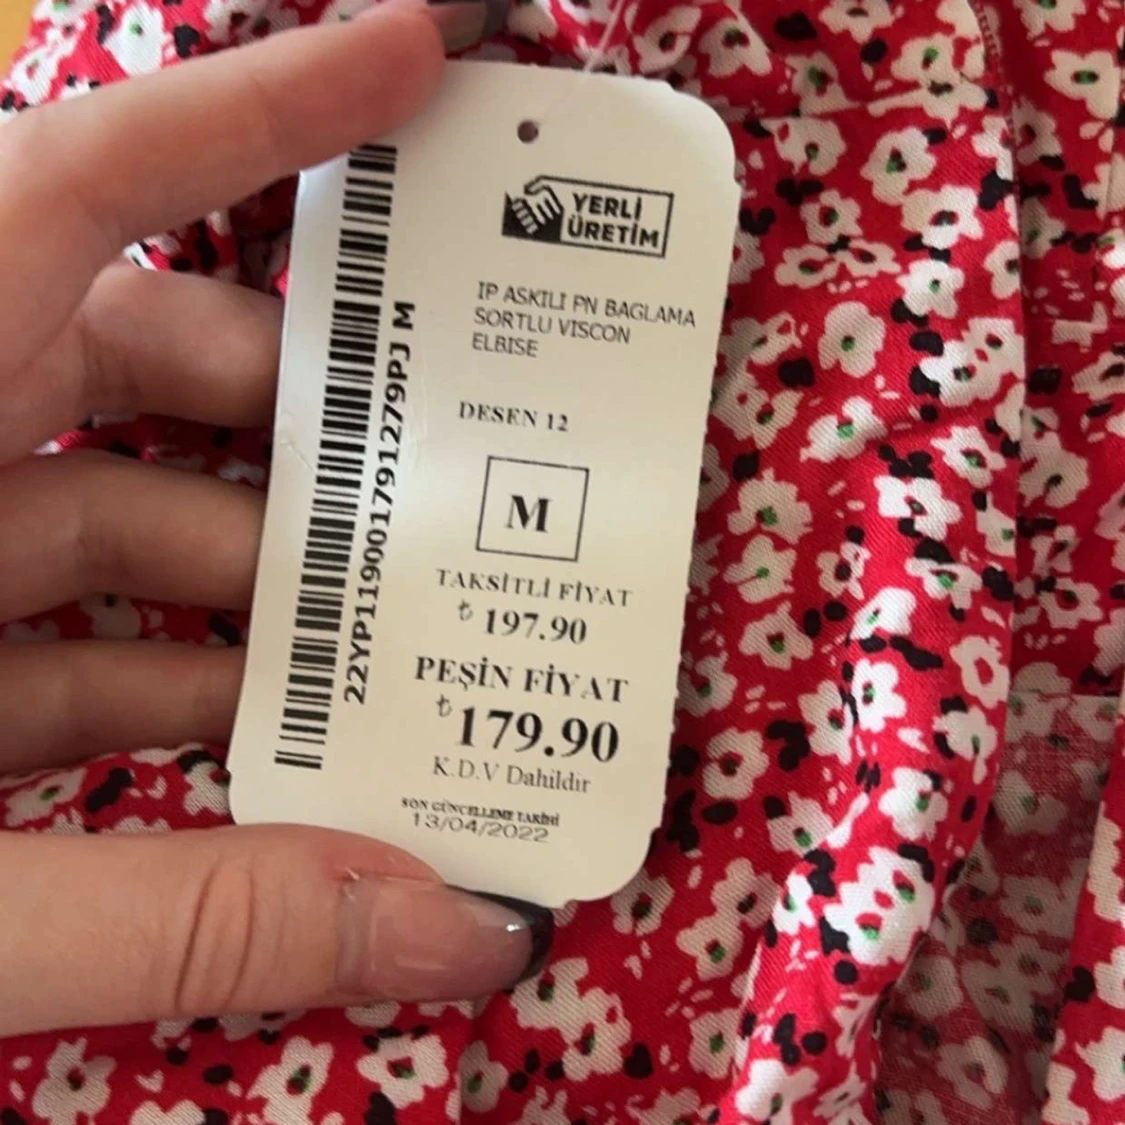 YERLİ
ÜRETİM
IP ASKILI PN BAGLAMA
SORTLU VISCON
ELBISE
DESEN 12
M
TAKSİTLİ FİYAT
₺ 197.90
PEŞİN FİYAT
₺ 179.90
K.D.V Dahildir
SON GÜNCELLEME TARİHİ
13/04/2022
22YP119001791279PJ M